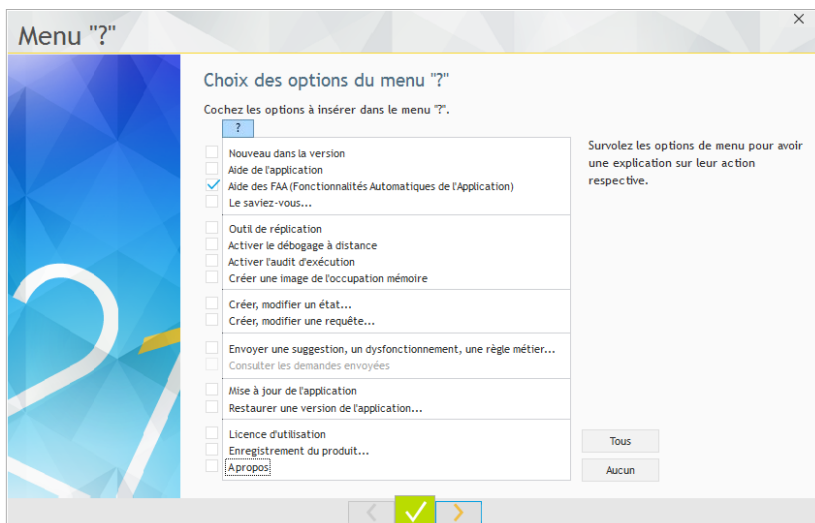 Menu "?"
Choix des options du menu "?"
Cochez les options à insérer dans le menu "?".
?
Nouveau dans la version
Aide de l'application
Aide des FAA (Fonctionnalités Automatiques de l'Application)
Le saviez-vous...
Outil de réplication
Activer le débogage à distance
Activer l'audit d'exécution
Créer une image de l'occupation mémoire
Créer, modifier un état...
Créer, modifier une requête...
Envoyer une suggestion, un dysfonctionnement, une règle métier...
Consulter les demandes envoyées
Mise à jour de l'application
Restaurer une version de l'application...
Licence d'utilisation
Enregistrement du produit...
A propos
Survolez les options de menu pour avoir
une explication sur leur action
respective.
Tous
Aucun